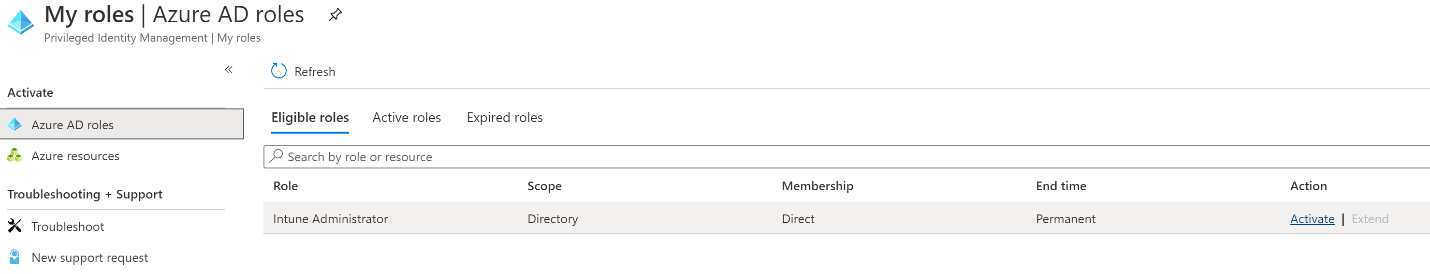 My roles | Azure AD roles
Privileged Identity Management | My roles
«
Refresh
Activate
Azure AD roles
Azure resources
Troubleshooting + Support
Troubleshoot
New support request
Eligible roles Active roles Expired roles
Search by role or resource
Role Scope Membership End time Action
Intune Administrator Directory Direct Permanent Activate | Extend